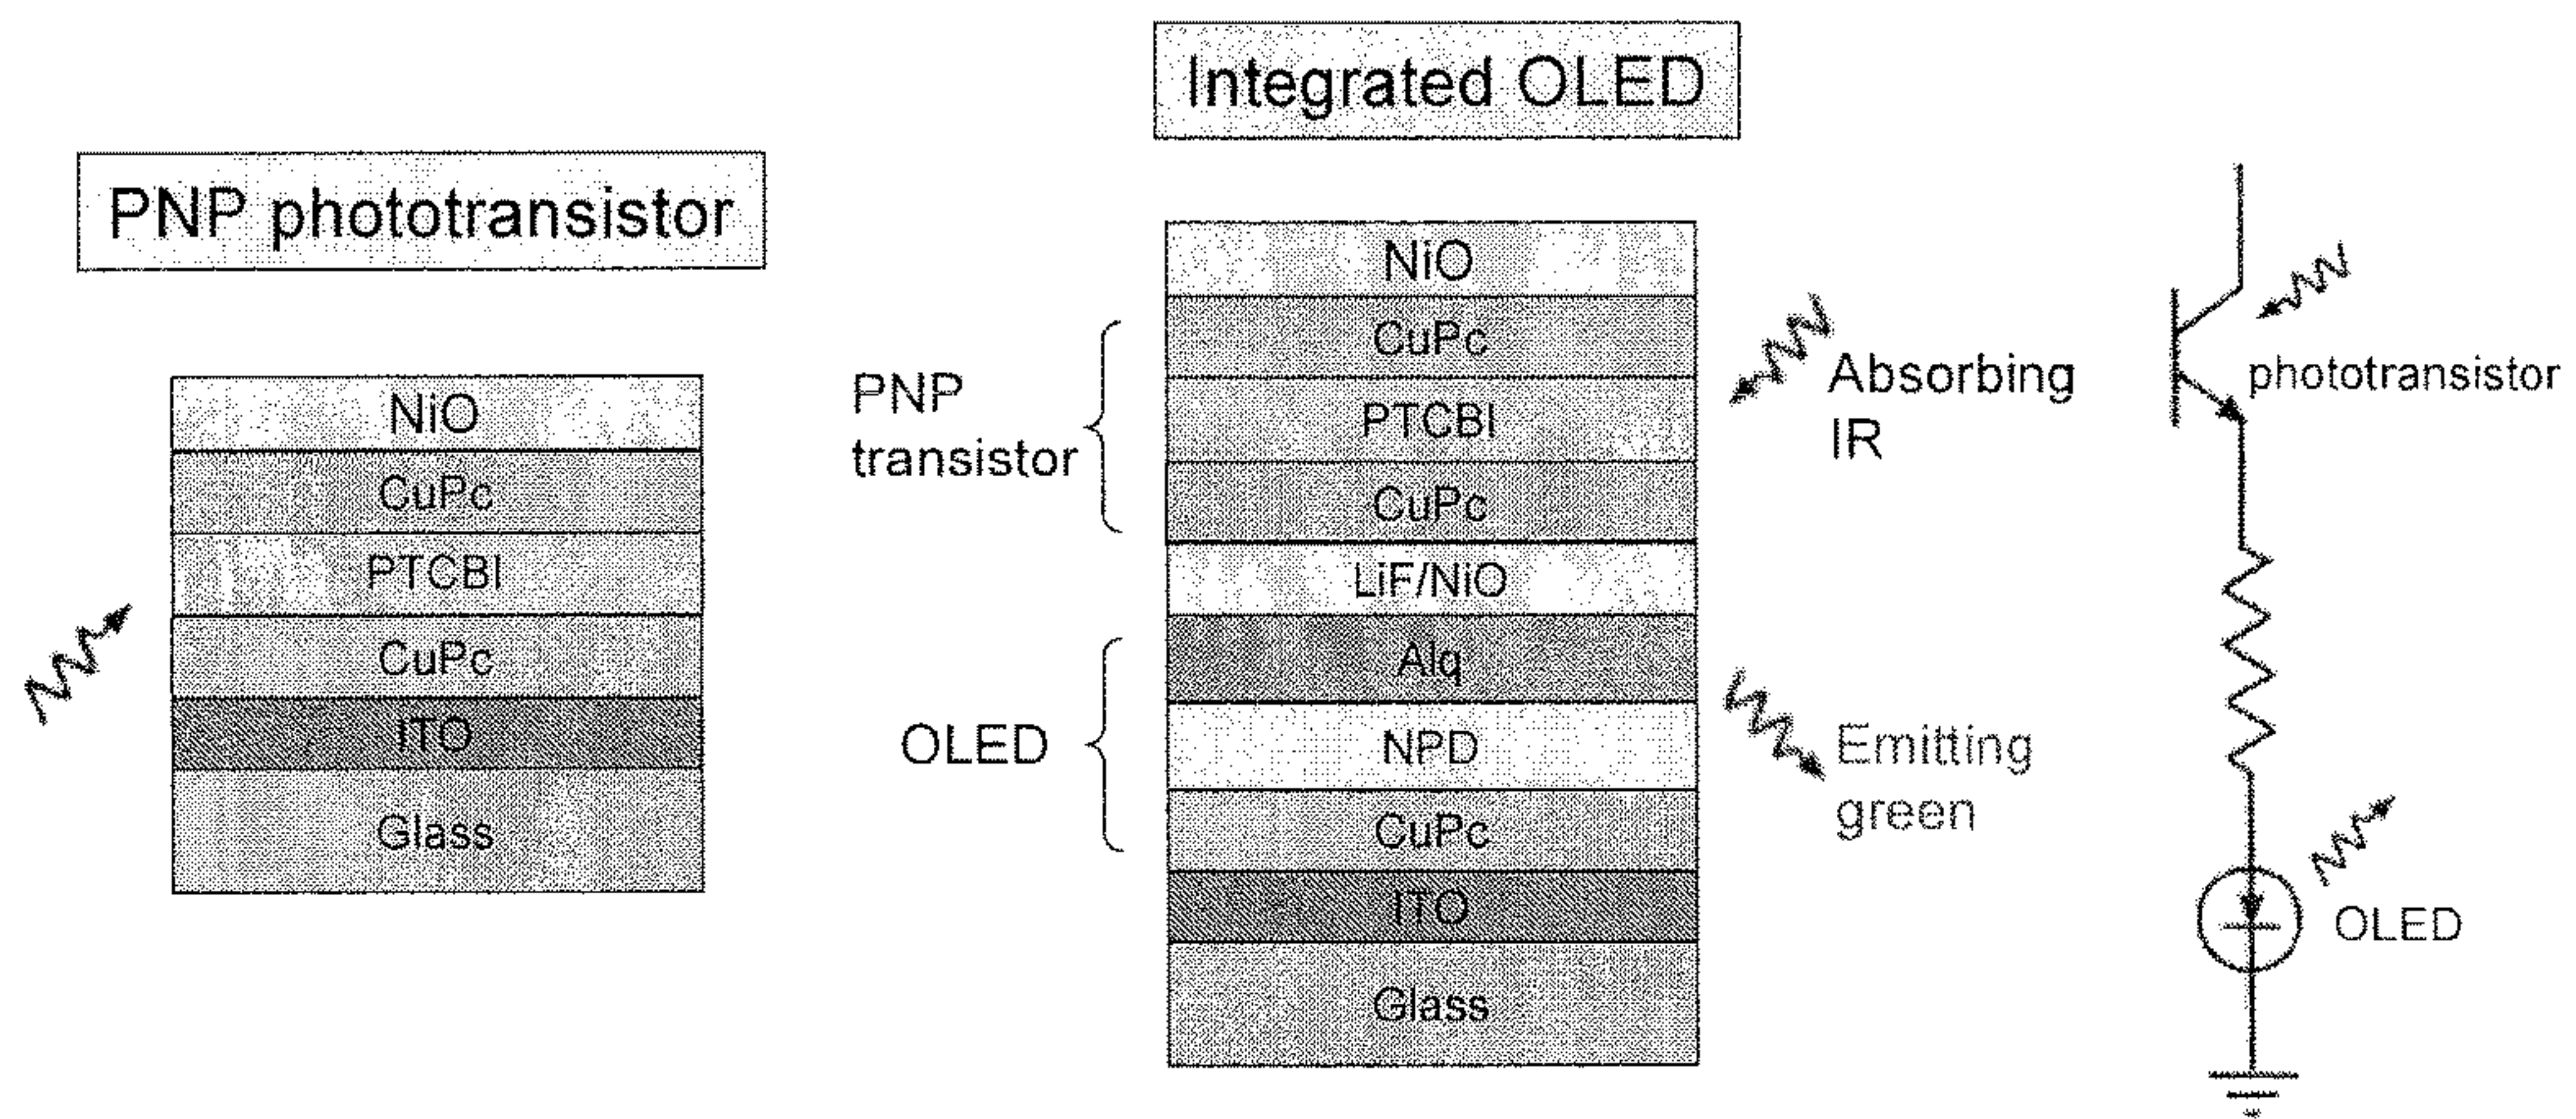 PNP phototransistor
NiO
CuPc
PTCBI
CuPc
ITO
Glass
Integrated OLED
PNP
transistor
OLED
NiO
CuPc
PTCBI
CuPc
LiF/NiO
Alq
NPD
CuPc
ITO
Glass
Absorbing
IR
Emitting
green
phototransistor
OLED